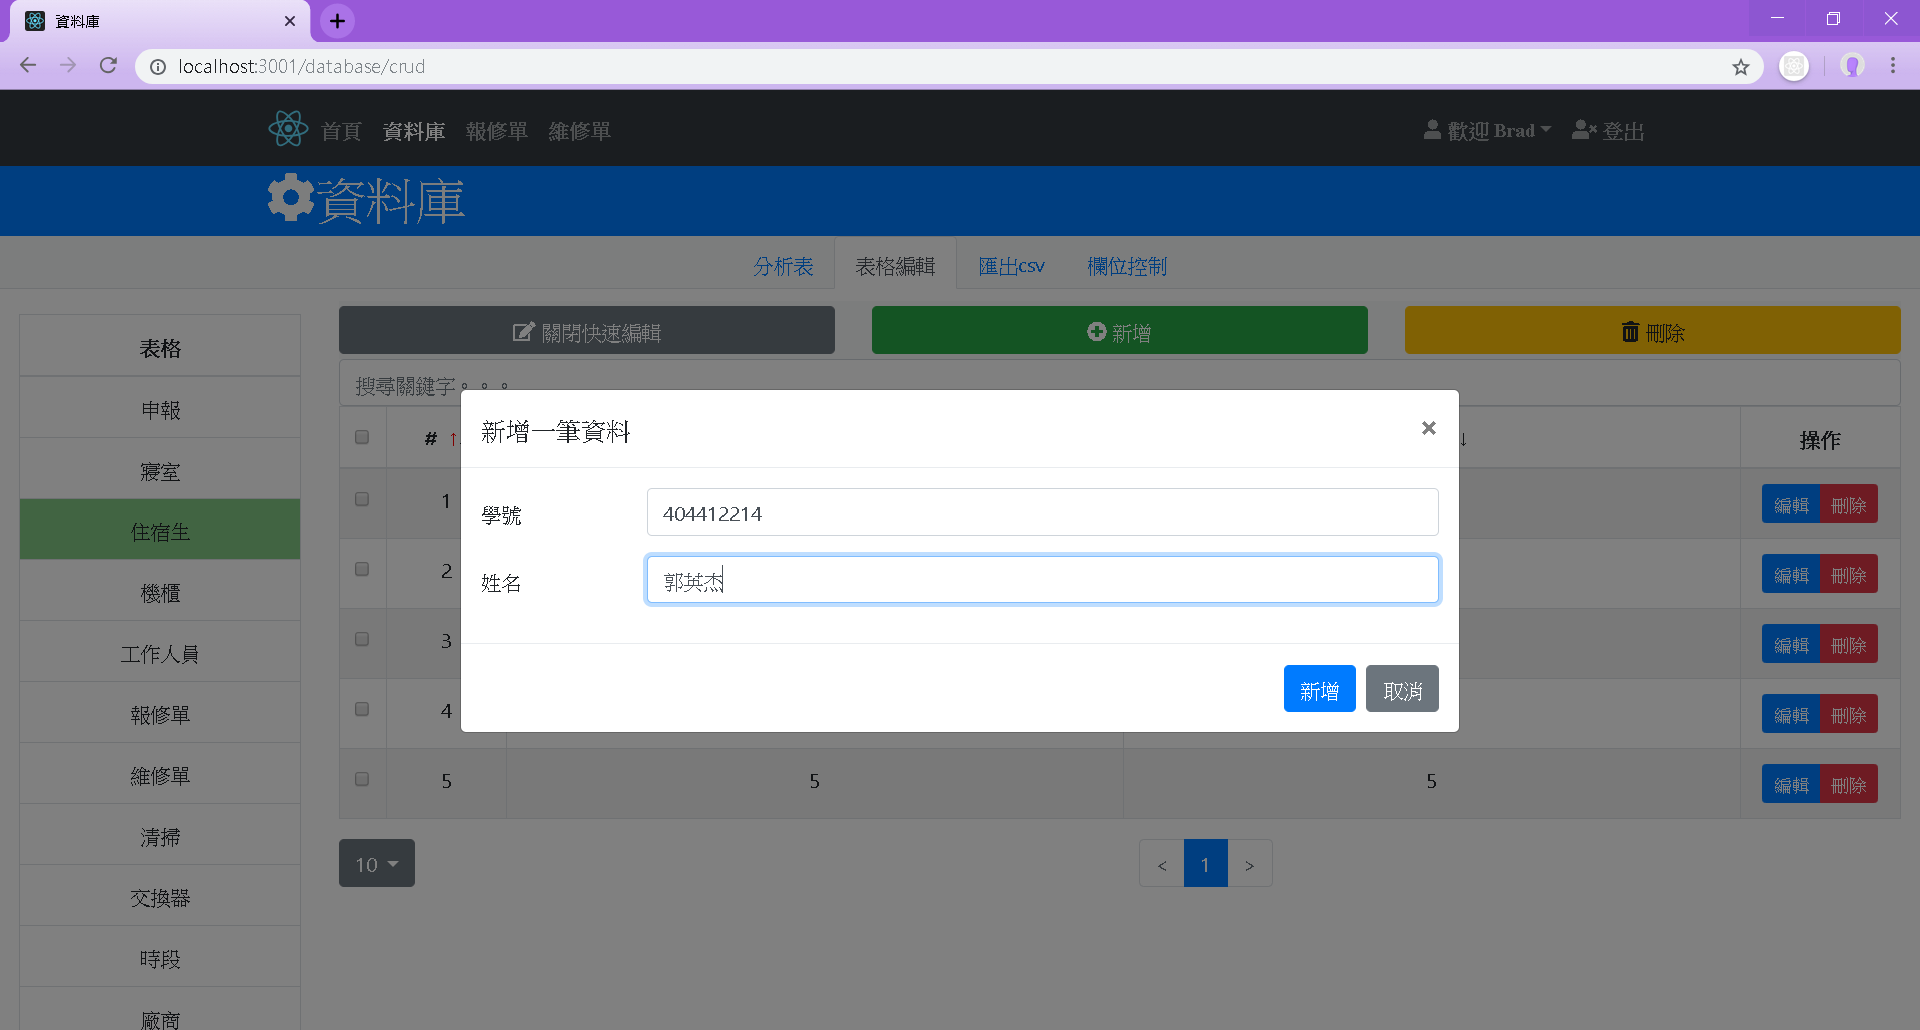 資料庫
localhost:3001/database/crud
首頁 資料庫 報修單 維修單 歡迎 Brad 登出
資料庫
分析表 表格編輯 匯出csv 欄位控制
表格
申報
寢室
住宿生
機櫃
工作人員
報修單
維修單
清掃
交換器
時段
廠商
關閉快速編輯 新增 刪除
搜尋關鍵字。。。
# ↑ ↓ 操作
1 編輯 刪除
2 編輯 刪除
3 編輯 刪除
4 編輯 刪除
5 5 5 編輯 刪除
10 < 1 >
新增一筆資料 ×
學號 404412214
姓名 郭英杰
新增 取消